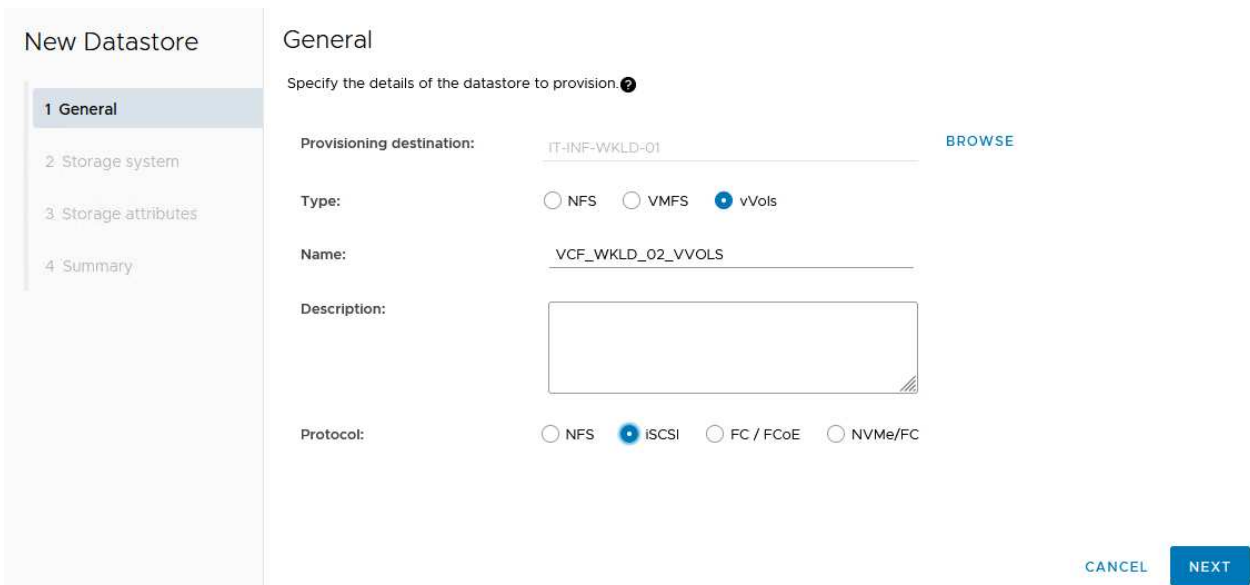 New Datastore
1 General
2 Storage system
3 Storage attributes
4 Summary
General
Specify the details of the datastore to provision.?
Provisioning destination: IT-INF-WKLD-01 BROWSE
Type: NFS VMFS vVols
Name: VCF_WKLD_02_VVOLS
Description:
Protocol: NFS iSCSI FC / FCoE NVMe/FC
CANCEL NEXT